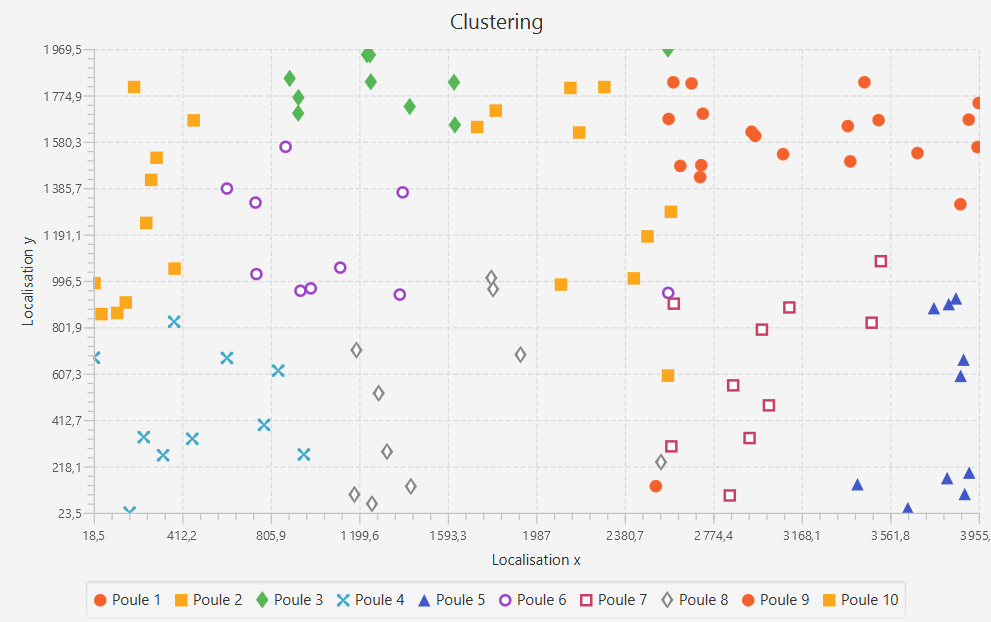 Clustering
Localisation y
1 969,5
1 774,9
1 580,3
1 385,7
1 191,1
996,5
801,9
607,3
412,7
218,1
23,5
18,5 412,2 805,9 1 199,6 1 593,3 1 987 2 380,7 2 774,4 3 168,1 3 561,8 3 955,
Localisation x
Poule 1 Poule 2 Poule 3 Poule 4 Poule 5 Poule 6 Poule 7 Poule 8 Poule 9 Poule 10